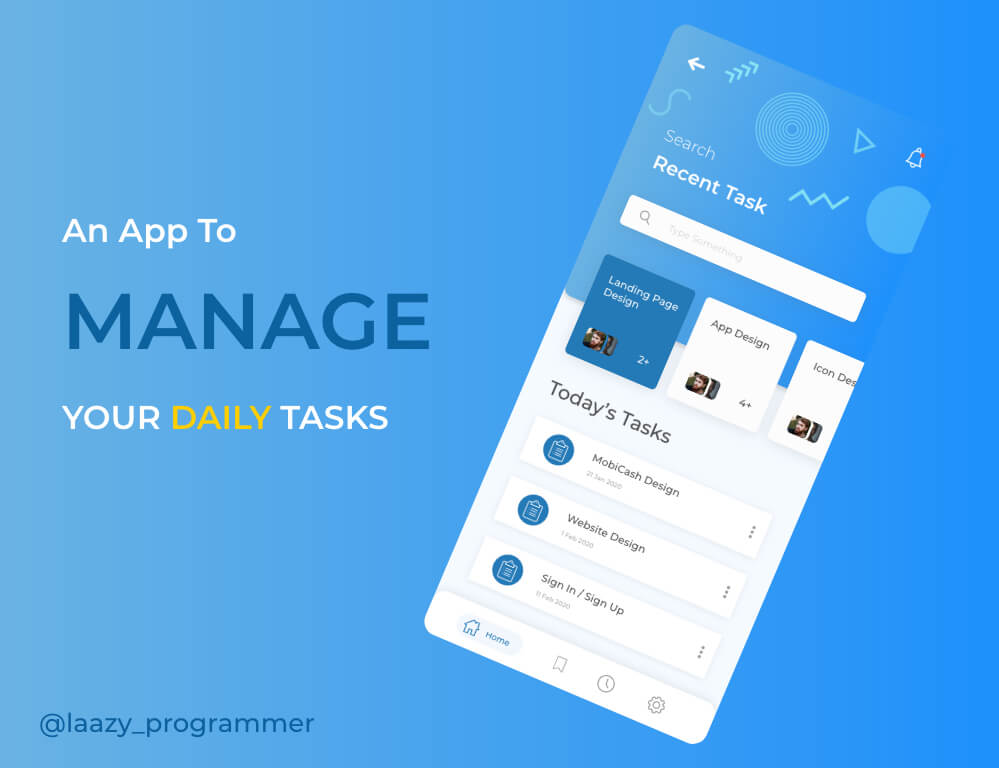 An App To
MANAGE
YOUR DAILY TASKS
@laazy_programmer
Search
Recent Task
Type Something
Landing Page
Design
2+
App Design
4+
Icon Des
Today’s Tasks
MobiCash Design
21 Jan 2020
Website Design
1 Feb 2020
Sign In / Sign Up
11 Feb 2020
Home